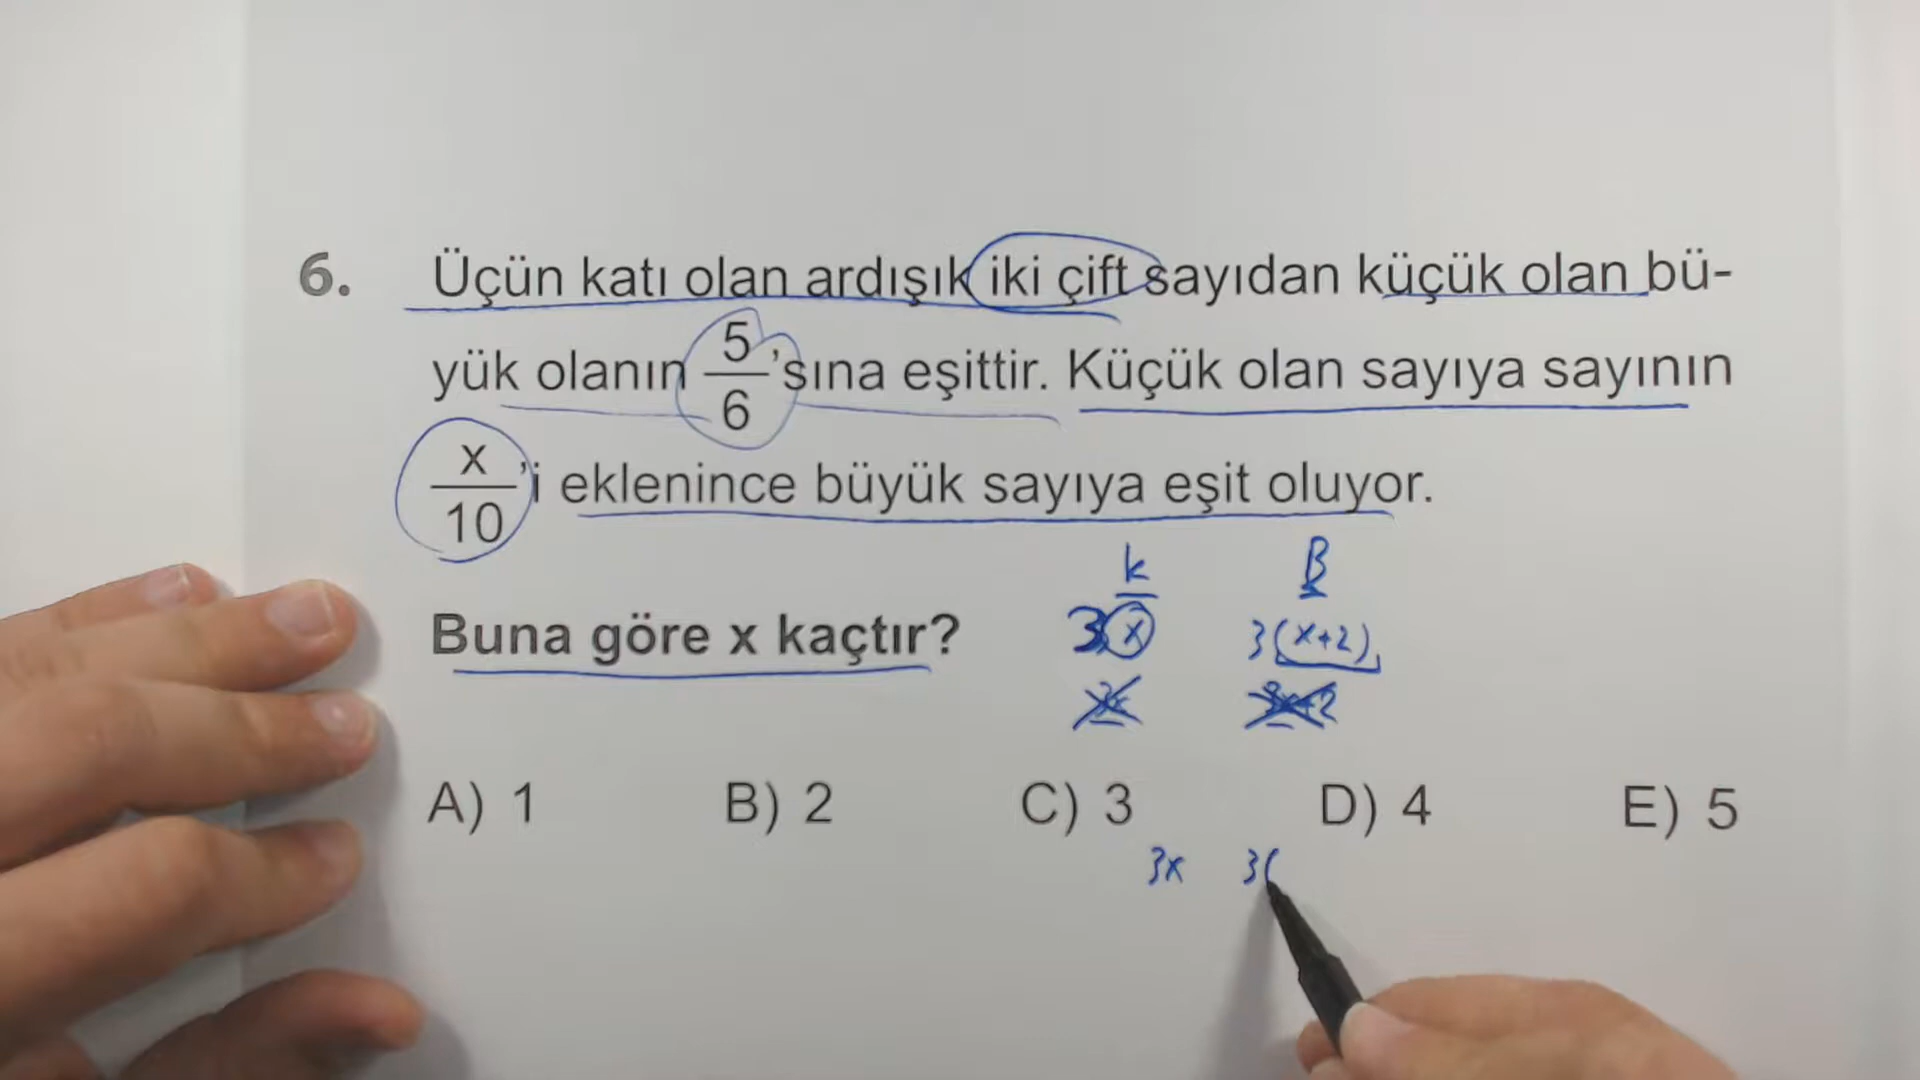 6. Üçün katı olan ardışık iki çift sayıdan küçük olan bü-
yük olanın 5/6 'sına eşittir. Küçük olan sayıya sayının
x/10 'i eklenince büyük sayıya eşit oluyor.
k B
Buna göre x kaçtır? 3(x) 3(x+2)
A) 1 B) 2 C) 3 D) 4 E) 5
3x 3(